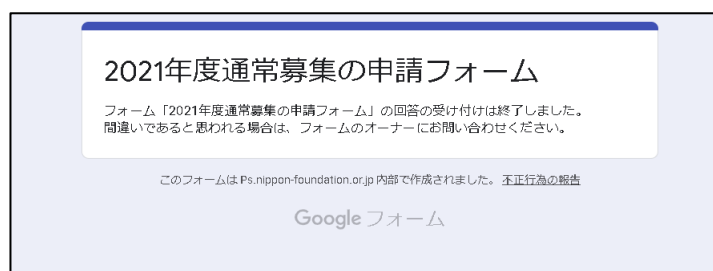 2021年度通常募集の申請フォーム
フォーム「2021年度通常募集の申請フォーム」の回答の受け付けは終了しました。
間違いであると思われる場合は、フォームのオーナーにお問い合わせください。
このフォームは Ps.nippon-foundation.or.jp 内部で作成されました。 不正行為の報告
Google フォーム